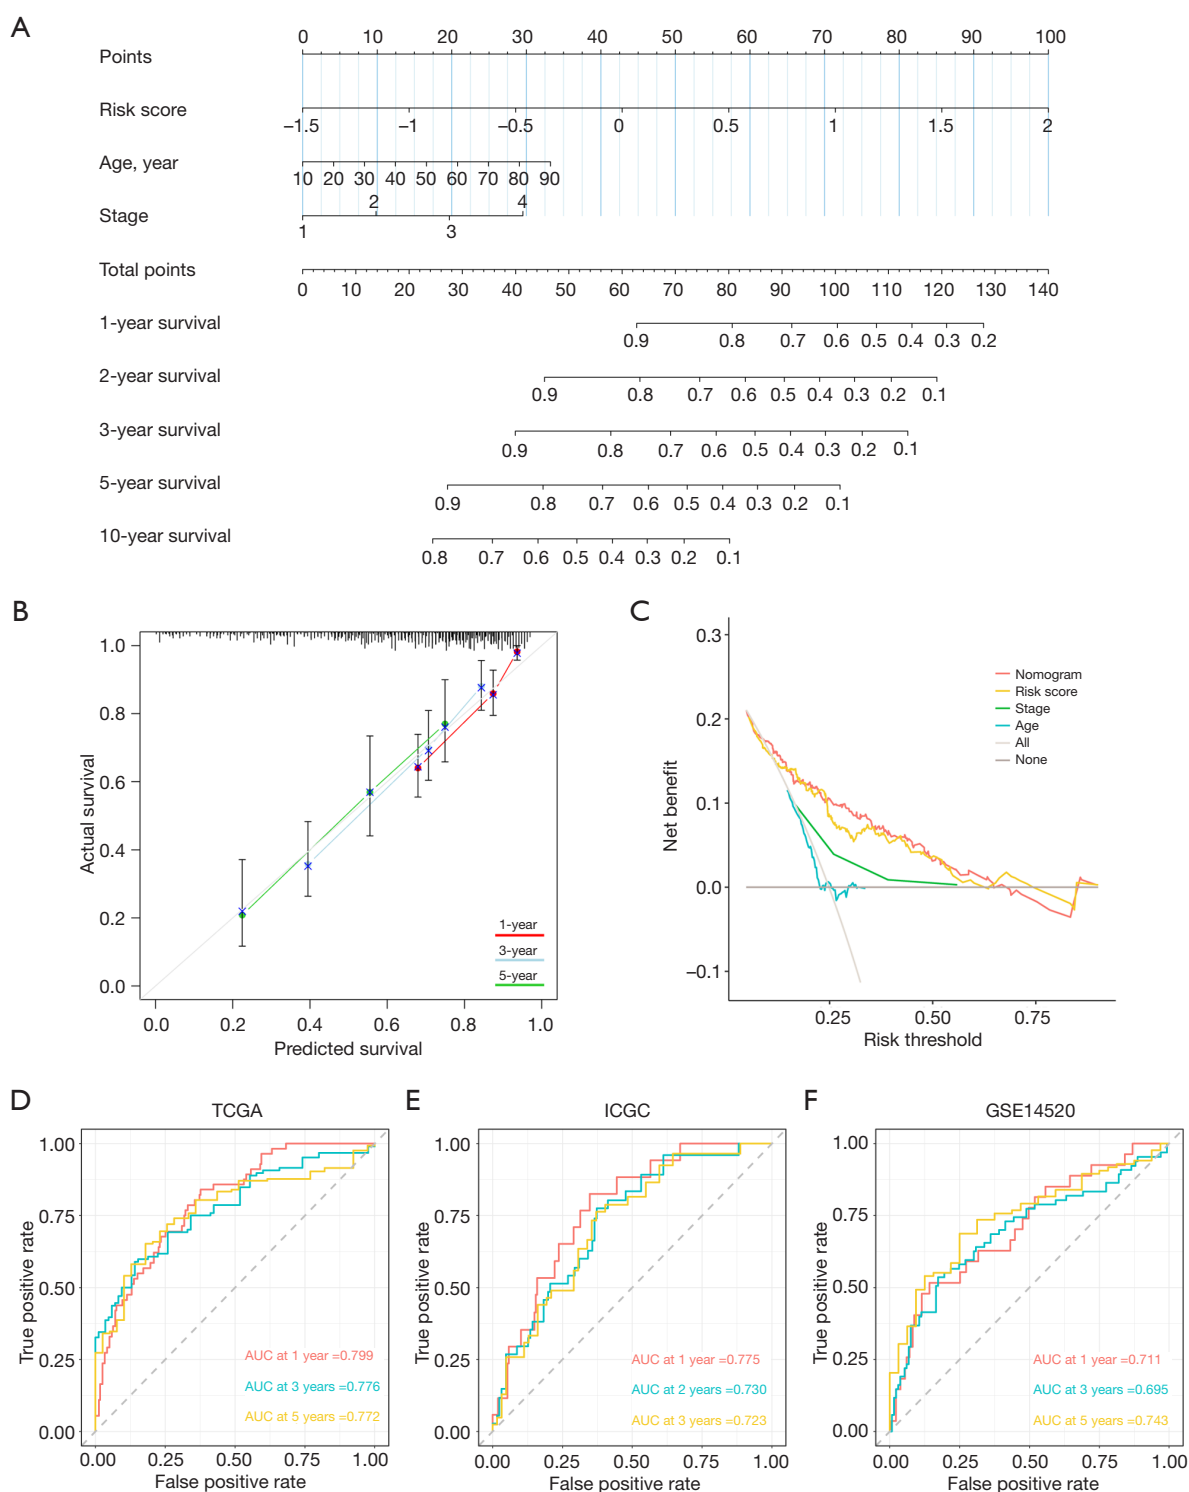 A
Points
0 10 20 30 40 50 60 70 80 90 100
Risk score
−1.5 −1 −0.5 0 0.5 1 1.5 2
Age, year
10 20 30 40 50 60 70 80 90
Stage
2 4
1 3
Total points
0 10 20 30 40 50 60 70 80 90 100 110 120 130 140
1-year survival
0.9 0.8 0.7 0.6 0.5 0.4 0.3 0.2
2-year survival
0.9 0.8 0.7 0.6 0.5 0.4 0.3 0.2 0.1
3-year survival
0.9 0.8 0.7 0.6 0.5 0.4 0.3 0.2 0.1
5-year survival
0.9 0.8 0.7 0.6 0.5 0.4 0.3 0.2 0.1
10-year survival
0.8 0.7 0.6 0.5 0.4 0.3 0.2 0.1
B
Actual survival
1.0
0.8
0.6
0.4
0.2
0.0
1-year
3-year
5-year
0.0 0.2 0.4 0.6 0.8 1.0
Predicted survival
C
Net benefit
0.3
0.2
0.1
0.0
−0.1
Nomogram
Risk score
Stage
Age
All
None
0.25 0.50 0.75
Risk threshold
D
TCGA
True positive rate
1.00
0.75
0.50
0.25
0.00
AUC at 1 year =0.799
AUC at 3 years =0.776
AUC at 5 years =0.772
0.00 0.25 0.50 0.75 1.00
False positive rate
E
ICGC
True positive rate
1.00
0.75
0.50
0.25
0.00
AUC at 1 year =0.775
AUC at 2 years =0.730
AUC at 3 years =0.723
0.00 0.25 0.50 0.75 1.00
False positive rate
F
GSE14520
True positive rate
1.00
0.75
0.50
0.25
0.00
AUC at 1 year =0.711
AUC at 3 years =0.695
AUC at 5 years =0.743
0.00 0.25 0.50 0.75 1.00
False positive rate